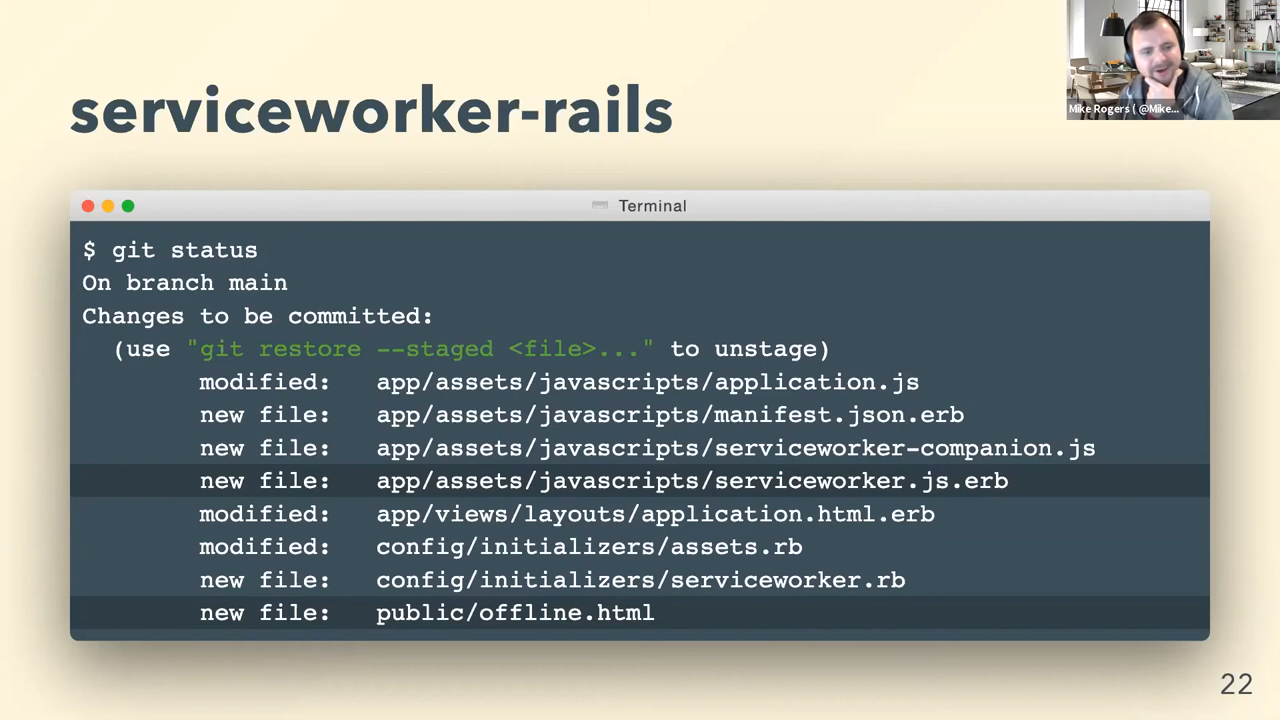 serviceworker-rails
Mike Rogers ( @Mike...
Terminal
$ git status
On branch main
Changes to be committed:
(use "git restore --staged <file>..." to unstage)
modified: app/assets/javascripts/application.js
new file: app/assets/javascripts/manifest.json.erb
new file: app/assets/javascripts/serviceworker-companion.js
new file: app/assets/javascripts/serviceworker.js.erb
modified: app/views/layouts/application.html.erb
modified: config/initializers/assets.rb
new file: config/initializers/serviceworker.rb
new file: public/offline.html
22